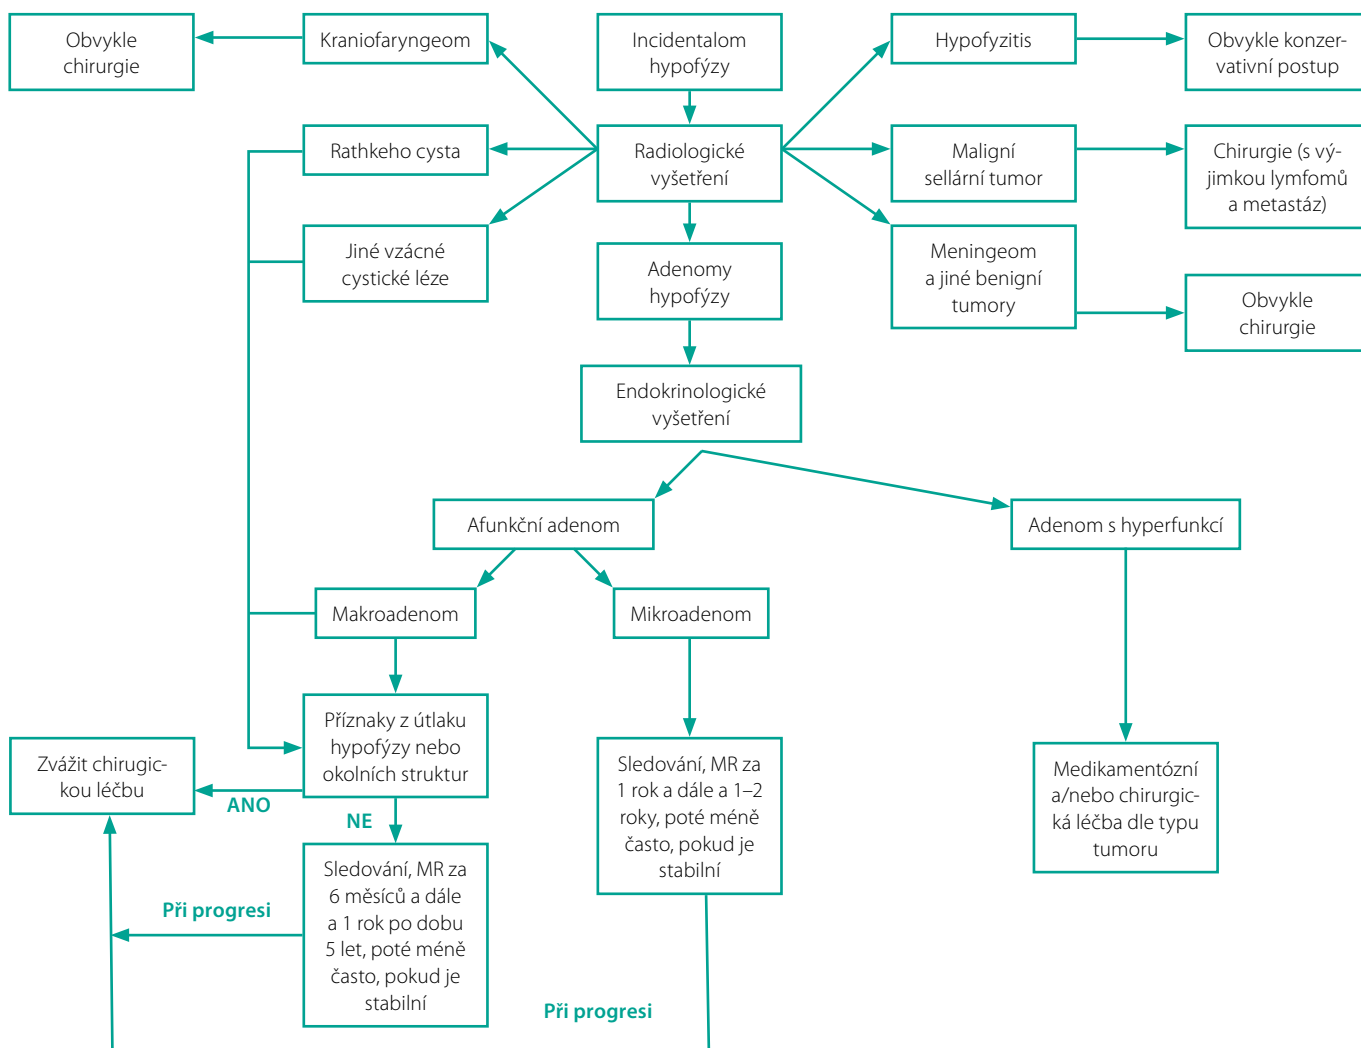 Obvykle
chirurgie
Kraniofaryngeom
Incidentalom
hypofýzy
Hypofyzitis
Obvykle konzer-
vativní postup
Rathkeho cysta
Radiologické
vyšetření
Maligní
sellární tumor
Chirurgie (s vý-
jimkou lymfomů
a metastáz)
Jiné vzácné
cystické léze
Adenomy
hypofýzy
Meningeom
a jiné benigní
tumory
Obvykle
chirurgie
Endokrinologické
vyšetření
Afunkční adenom
Adenom s hyperfunkcí
Makroadenom
Mikroadenom
Příznaky z útlaku
hypofýzy nebo
okolních struktur
Zvážit chirugic-
kou léčbu
ANO
NE
Sledování, MR za
1 rok a dále a 1–2
roky, poté méně
často, pokud je
stabilní
Medikamentózní
a/nebo chirurgic-
ká léčba dle typu
tumoru
Sledování, MR za
6 měsíců a dále
a 1 rok po dobu
5 let, poté méně
často, pokud je
stabilní
Při progresi
Při progresi